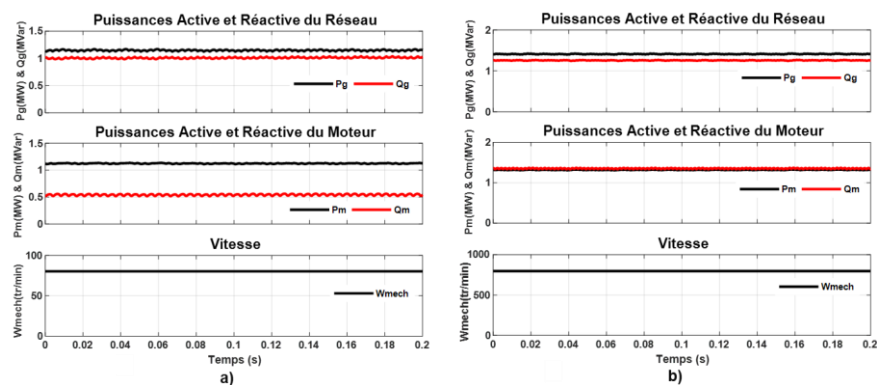 Puissances Active et Réactive du Réseau
Pg(MW) & Qg(MVar)
1.5
1
0.5
0
Pg Qg
Puissances Active et Réactive du Moteur
Pm(MW) & Qm(MVar)
1.5
1
0.5
0
Pm Qm
Vitesse
Wmech(tr/min)
100
50
0
Wmech
0 0.02 0.04 0.06 0.08 0.1 0.12 0.14 0.16 0.18 0.2
Temps (s)
a)
Puissances Active et Réactive du Réseau
Pg(MW) & Qg(MVar)
2
1
0
Pg Qg
Puissances Active et Réactive du Moteur
Pm(MW) & Qm(MVar)
2
1
0
Pm Qm
Vitesse
Wmech(tr/min)
1000
500
0
Wmech
0 0.02 0.04 0.06 0.08 0.1 0.12 0.14 0.16 0.18 0.2
Temps (s)
b)